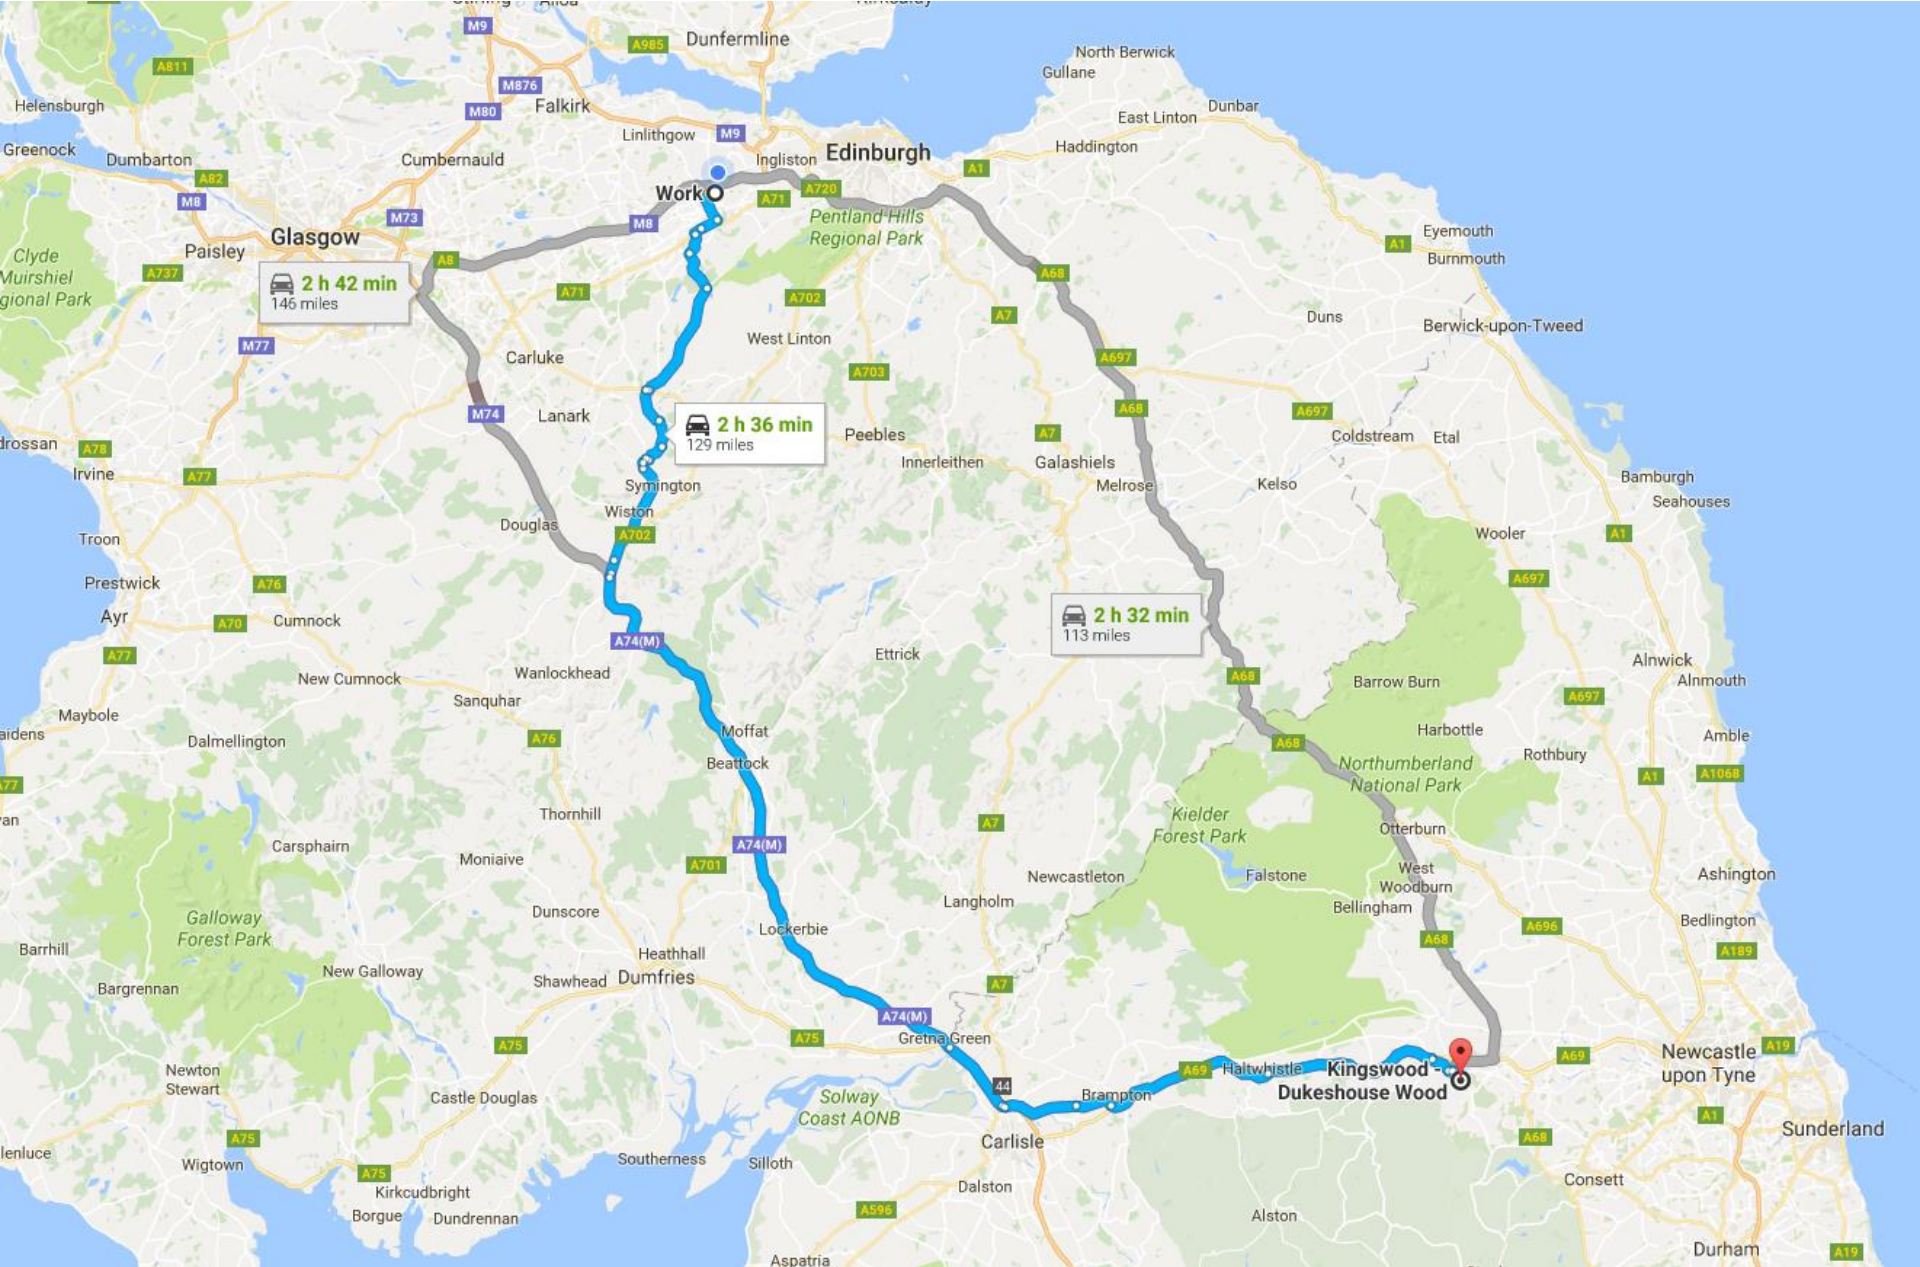 M9
A985
Dunfermline
North Berwick
A811
Gullane
M876
Helensburgh
M80
Falkirk
Dunbar
East Linton
Linlithgow
M9
Greenock
Dumbarton
Cumbernauld
Ingliston
Edinburgh
Haddington
A1
A82
M8
Work
A720
A71
M73
M8
Pentland Hills
Regional Park
Glasgow
Paisley
Clyde
Muirshiel
gional Park
A737
A8
Eyemouth
A1
Burnmouth
A68
2 h 42 min
146 miles
A71
A702
A7
Duns
Berwick-upon-Tweed
M77
West Linton
Carluke
A697
A703
M74
Lanark
A68
A697
2 h 36 min
129 miles
Peebles
A7
Coldstream
Etal
drossan
A78
Irvine
A77
Innerleithen
Galashiels
Melrose
Kelso
Bamburgh
Seahouses
Symington
Wiston
Douglas
A702
Troon
Wooler
A1
Prestwick
A76
A697
Ayr
A70
Cumnock
2 h 32 min
113 miles
A74(M)
A77
Ettrick
Alnwick
Alnmouth
New Cumnock
Wanlockhead
A68
Barrow Burn
A697
Sanquhar
Maybole
aidens
Dalmellington
A76
Moffat
Beattock
A68
Harbottle
Amble
Rothbury
Northumberland
National Park
A1
A1068
A77
Thornhill
Kielder
Forest Park
A7
Otterburn
Carsphairn
Moniaive
A74(M)
A701
West
Woodburn
Newcastleton
Falstone
Ashington
Bellingham
Langholm
Galloway
Forest Park
Dunscore
Lockerbie
A696
Bedlington
A68
A189
Barrhill
Heathhall
Dumfries
New Galloway
Shawhead
Bargrennan
A7
A74(M)
A75
A75
Gretna Green
Newcastle
upon Tyne
A19
A69
Haltwhistle
A69
Kingswood -
Dukeshouse Wood
Newton
Stewart
44
Castle Douglas
Solway
Coast AONB
Brampton
A1
Sunderland
A75
Carlisle
A68
lenluce
Wigtown
A75
Southerness
Silloth
Kirkcudbright
Dalston
Consett
Borgue
Dundrennan
A596
Alston
Durham
A19
Aspatria